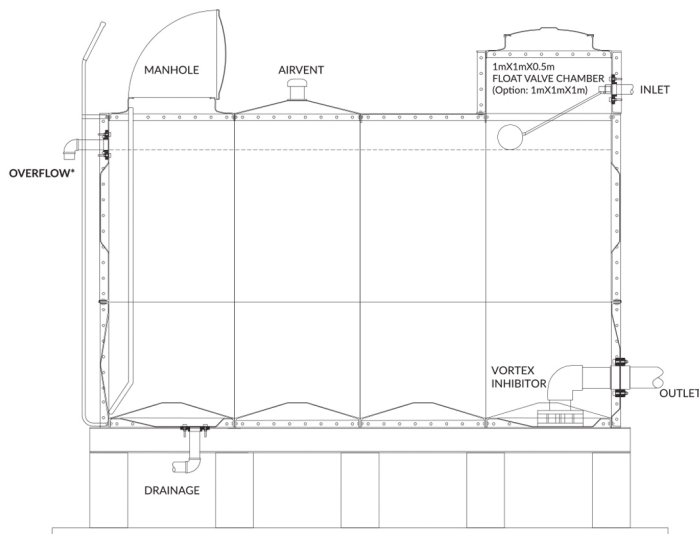 MANHOLE
AIRVENT
1mX1mX0.5m
FLOAT VALVE CHAMBER
(Option: 1mX1mX1m)
INLET
OVERFLOW*
VORTEX
INHIBITOR
OUTLET
DRAINAGE